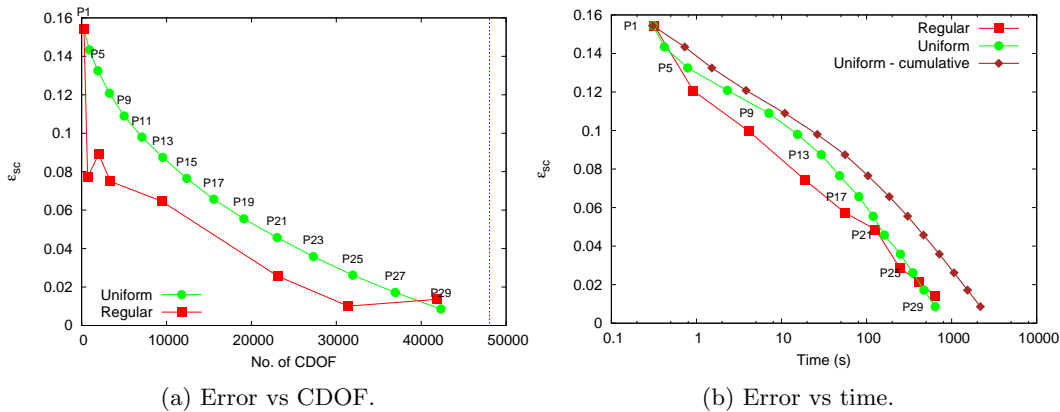 0.16
0.14
0.12
0.1
0.08
0.06
0.04
0.02
0
ε_sc
0
10000
20000
30000
40000
50000
No. of CDOF
P1
P5
P9
P11
P13
P15
P17
P19
P21
P23
P25
P27
P29
Uniform
Regular
(a) Error vs CDOF.
0.16
0.14
0.12
0.1
0.08
0.06
0.04
0.02
0
ε_sc
0.1
1
10
100
1000
10000
Time (s)
Regular
Uniform
Uniform - cumulative
P1
P5
P9
P13
P17
P21
P25
P29
(b) Error vs time.